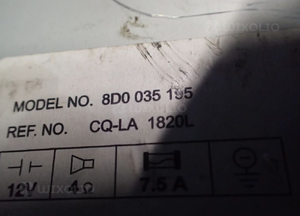 MODEL NO. 8D0 035 195
REF. NO. CQ-LA 1820L
12V 4Ω 7.5 A